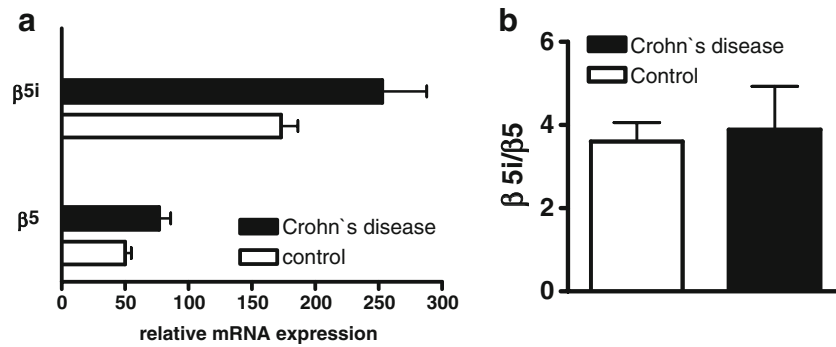 a
β5i
β5
Crohn`s disease
control
0 50 100 150 200 250 300
relative mRNA expression
b
6
4
2
0
β 5i/β5
Crohn`s disease
Control